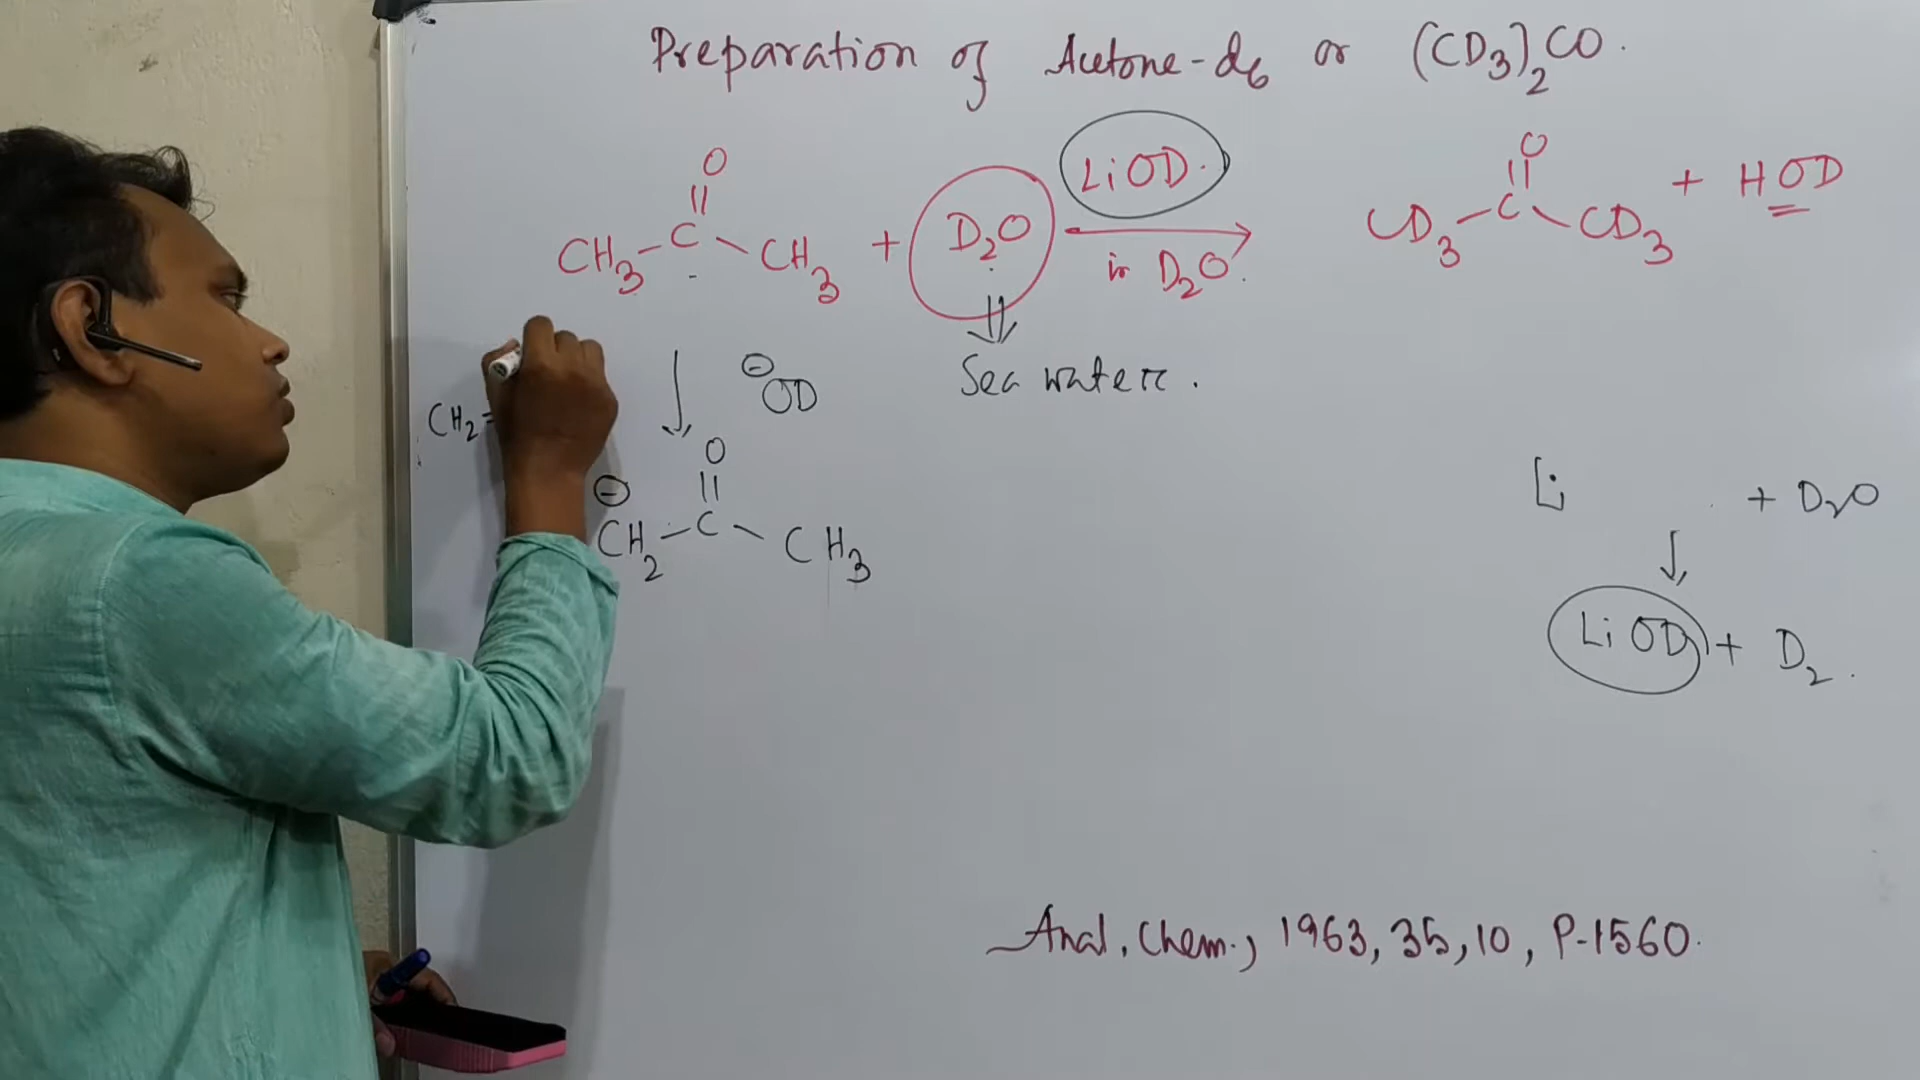 Preparation of Acetone-d6 or (CD3)2CO.
O
||
CH3 - C - CH3 + D2O
LiOD.
in D2O.
O
||
CD3 - C - CD3 + HOD
⊖OD
Sea water.
CH2=
O
||
⊖
CH2 - C - CH3
Li + D2O
↓
LiOD + D2.
Anal. Chem., 1963, 35, 10, P-1560.